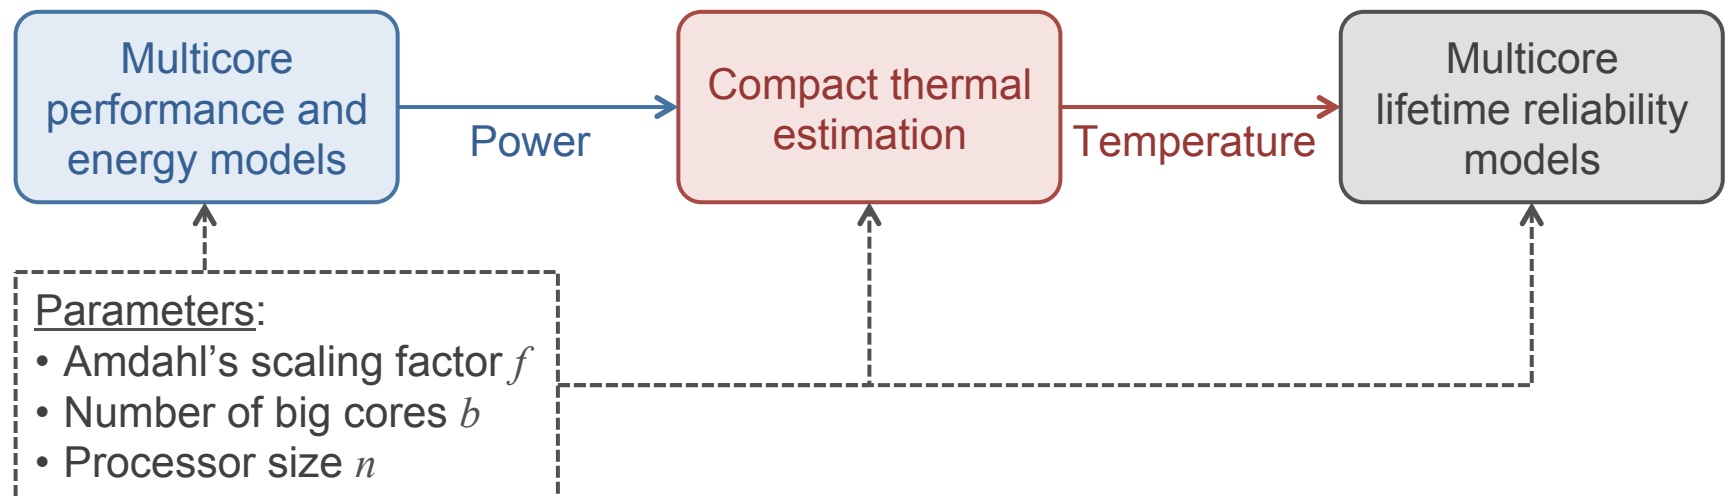 Multicore
performance and
energy models
Power
Compact thermal
estimation
Temperature
Multicore
lifetime reliability
models
Parameters:
• Amdahl’s scaling factor f
• Number of big cores b
• Processor size n